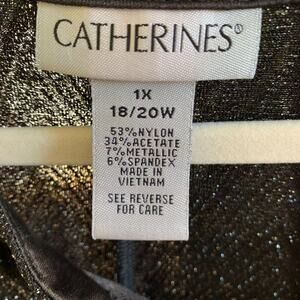 CATHERINES®
1X
18/20W
53%NYLON
34%ACETATE
7%METALLIC
6%SPANDEX
MADE IN
VIETNAM
SEE REVERSE
FOR CARE